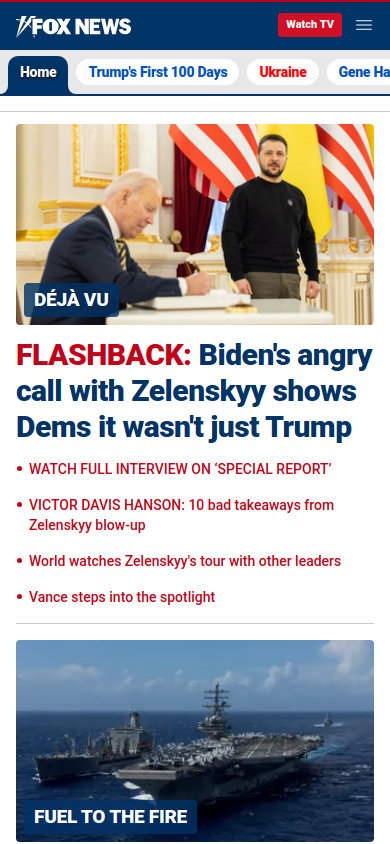 FOX NEWS
Watch TV
Home
Trump's First 100 Days
Ukraine
Gene Ha
DÉJÀ VU
FLASHBACK: Biden's angry
call with Zelenskyy shows
Dems it wasn't just Trump
• WATCH FULL INTERVIEW ON ‘SPECIAL REPORT’
• VICTOR DAVIS HANSON: 10 bad takeaways from
Zelenskyy blow-up
• World watches Zelenskyy's tour with other leaders
• Vance steps into the spotlight
FUEL TO THE FIRE